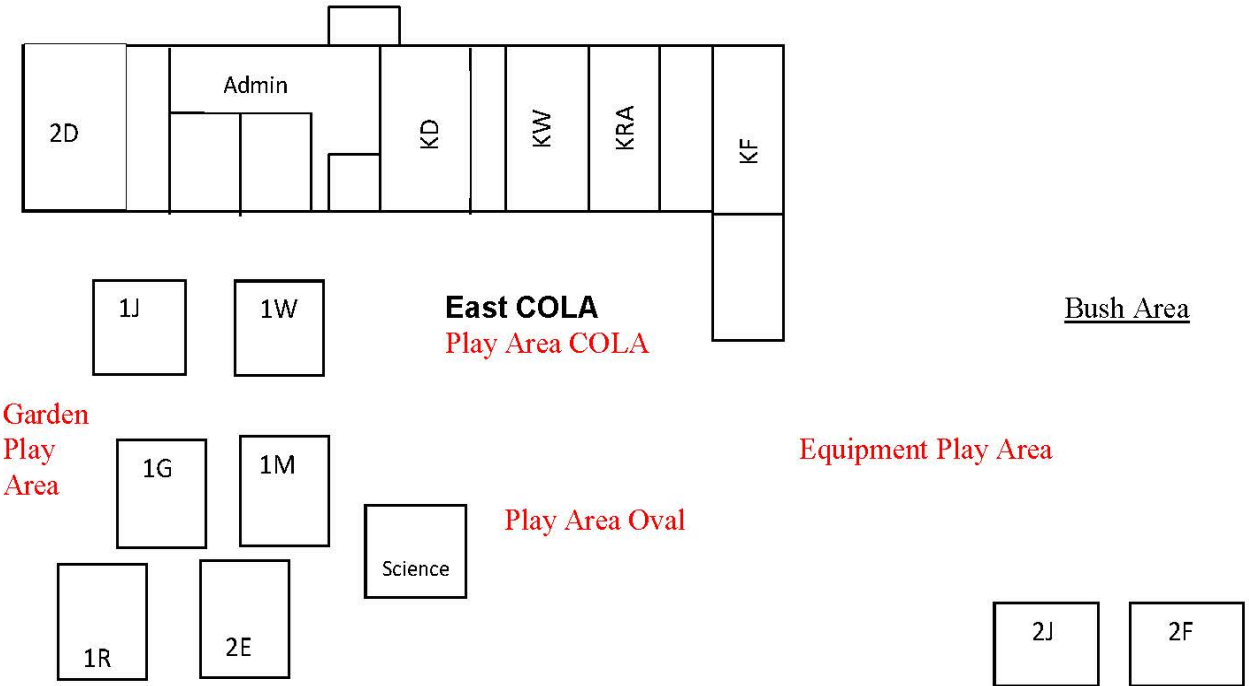 Admin
2D
KD
KW
KRA
KF
1J
1W
East COLA
Play Area COLA
Bush Area
Garden
Play
Area
1G
1M
Equipment Play Area
Play Area Oval
Science
1R
2E
2J
2F